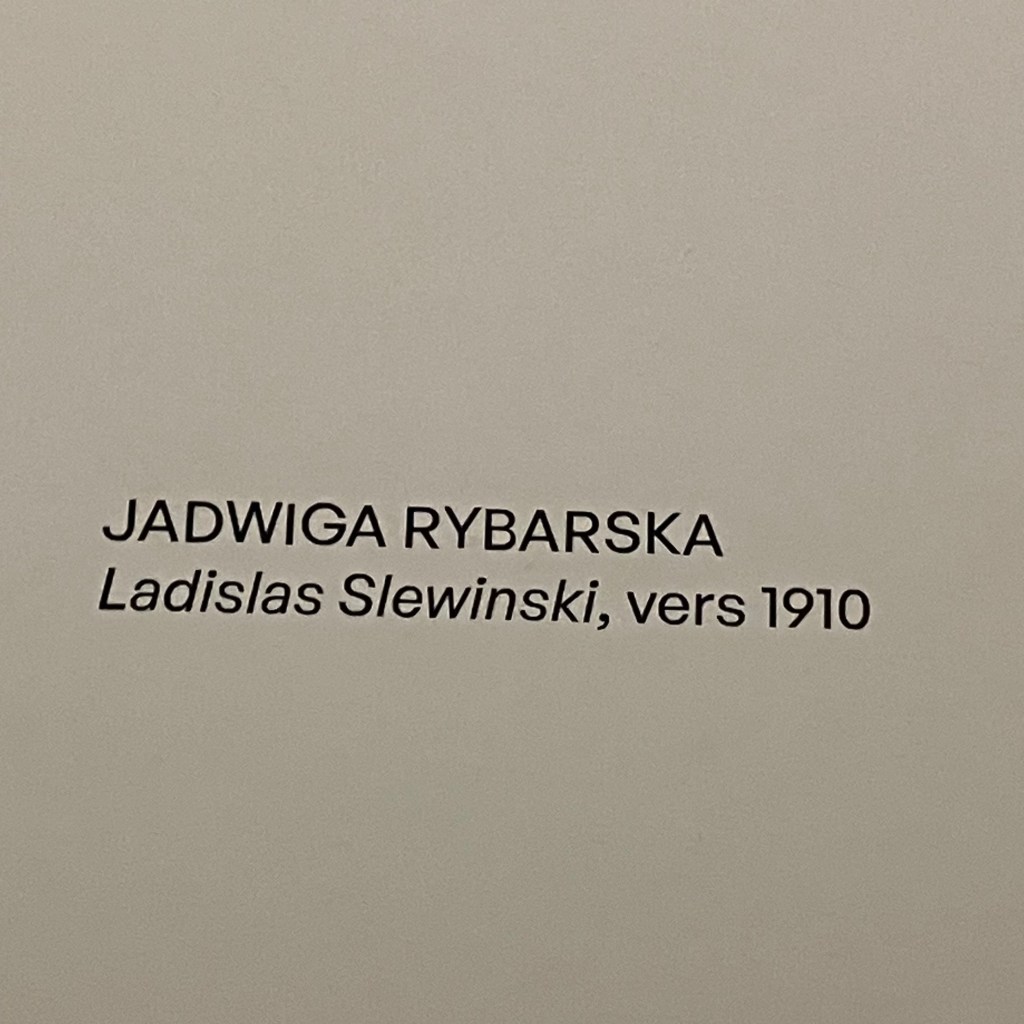 JADWIGA RYBARSKA
Ladislas Slewinski, vers 1910